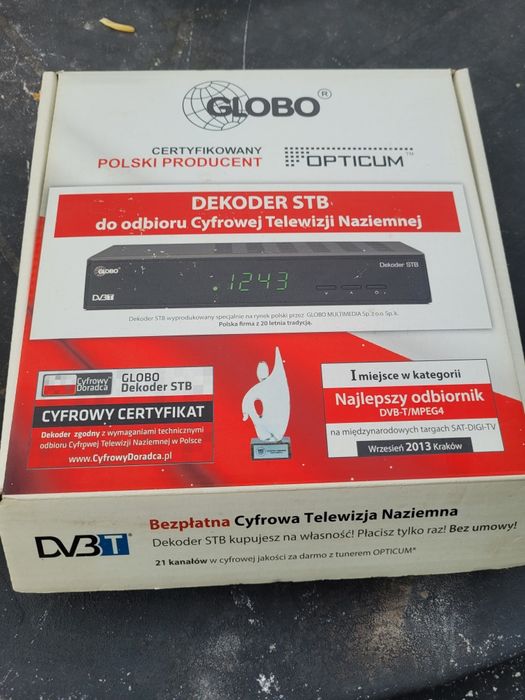 GLOBO®
CERTYFIKOWANY
POLSKI PRODUCENT
OPTICUM™
DEKODER STB
do odbioru Cyfrowej Telewizji Naziemnej
GLOBO
Dekoder STB
.1243
DVBT
Dekoder STB wyprodukowany specjalnie na rynek polski przez GLOBO MULTIMEDIA Sp. z o.o Sp.k.
Polska firma z 20 letnia tradycją.
Cyfrowy
Doradca
GLOBO
Dekoder STB
CYFROWY CERTYFIKAT
Dekoder zgodny z wymaganiami technicznymi
odbioru Cyfrowej Telewizji Naziemnej w Polsce
www.CyfrowyDoradca.pl
I miejsce w kategorii
Najlepszy odbiornik
DVB-T/MPEG4
na międzynarodowych targach SAT-DIGI-TV
Wrzesień 2013 Kraków
DVBT
Bezpłatna Cyfrowa Telewizja Naziemna
Dekoder STB kupujesz na własność! Płacisz tylko raz! Bez umowy!
21 kanałów w cyfrowej jakości za darmo z tunerem OPTICUM*